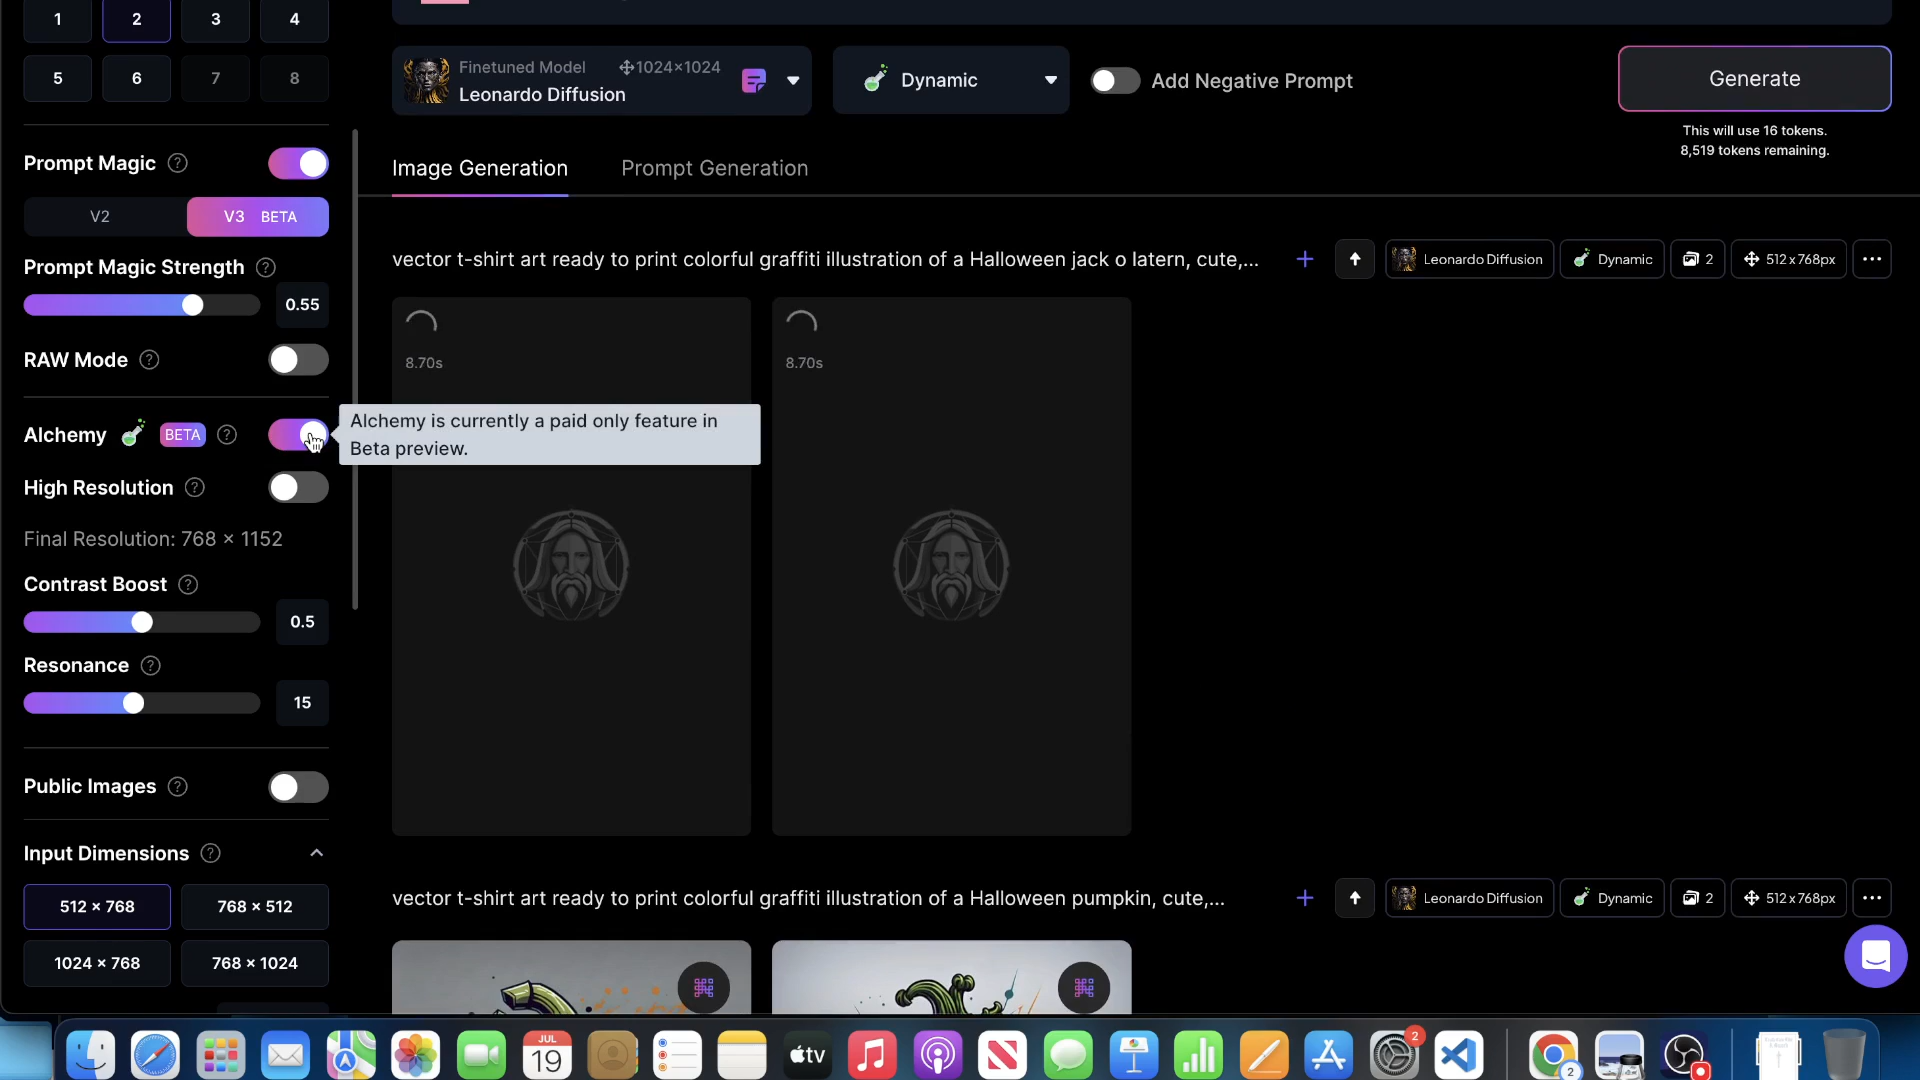 1 2 3 4
5 6 7 8
Finetuned Model 1024×1024
Leonardo Diffusion
Dynamic
Add Negative Prompt
Generate
This will use 16 tokens.
8,519 tokens remaining.
Prompt Magic ?
V2 V3 BETA
Prompt Magic Strength ?
0.55
RAW Mode ?
Alchemy BETA ?
Alchemy is currently a paid only feature in
Beta preview.
High Resolution ?
Final Resolution: 768 × 1152
Contrast Boost ?
0.5
Resonance ?
15
Public Images ?
Input Dimensions ?
512 × 768 768 × 512
1024 × 768 768 × 1024
Image Generation Prompt Generation
vector t-shirt art ready to print colorful graffiti illustration of a Halloween jack o latern, cute,...
Leonardo Diffusion Dynamic 2 512x768px
8.70s 8.70s
vector t-shirt art ready to print colorful graffiti illustration of a Halloween pumpkin, cute,...
Leonardo Diffusion Dynamic 2 512x768px
JUL
19
tv
2
2